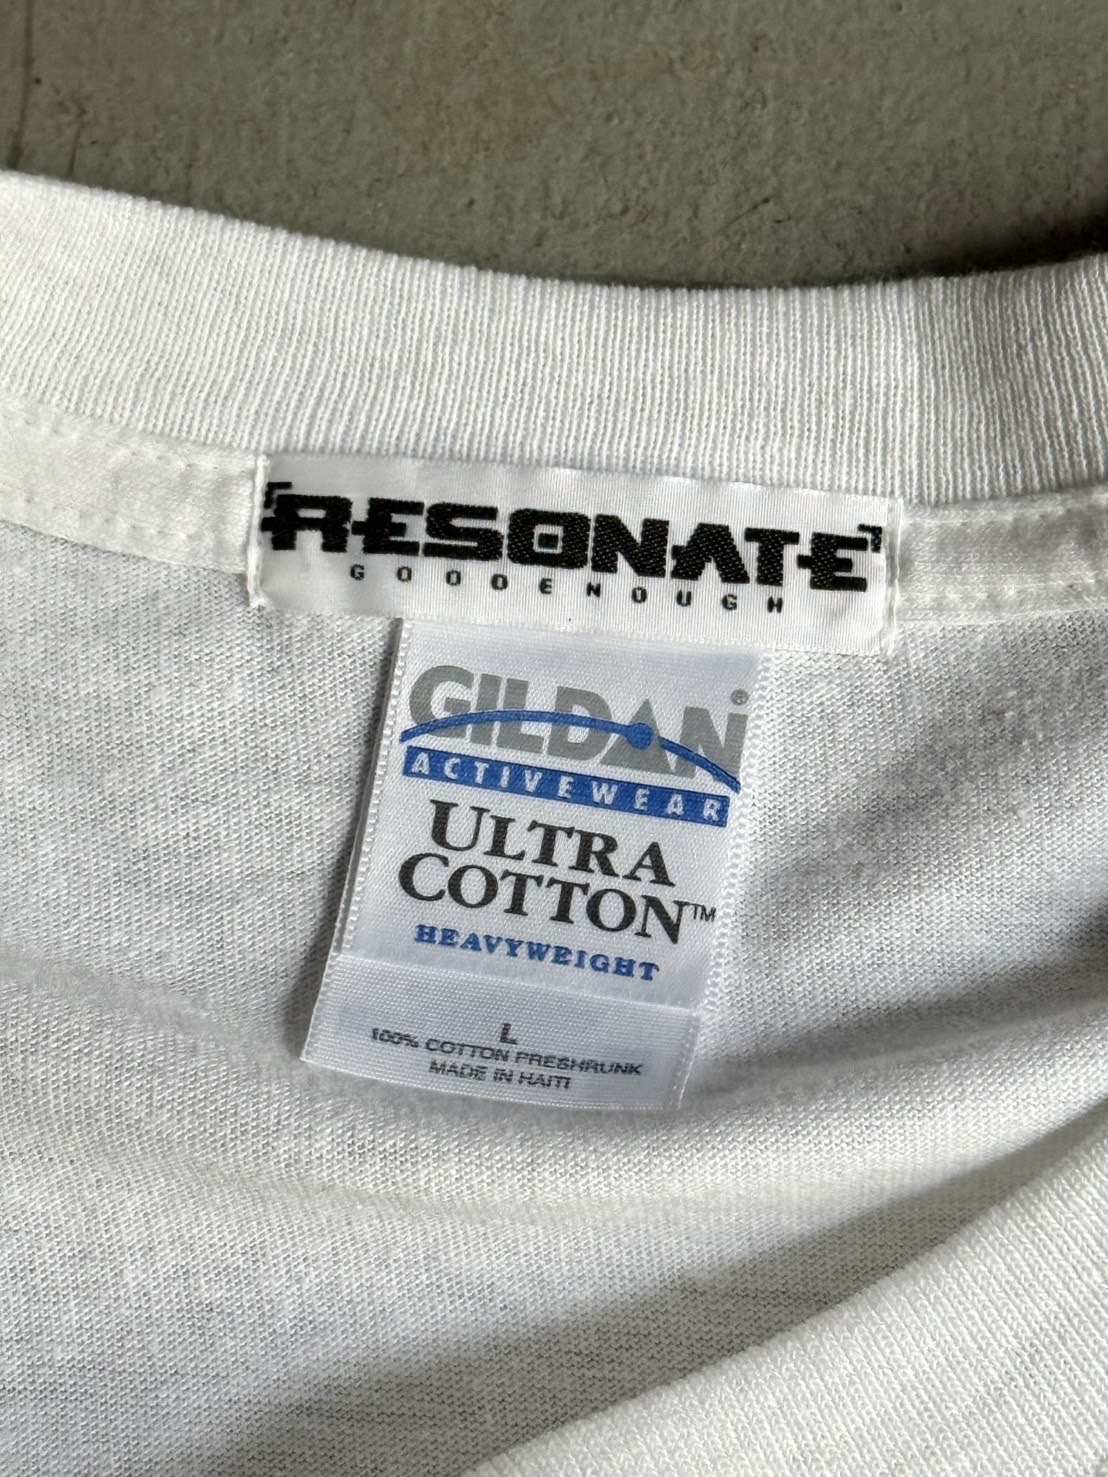 RESONATE
GOODENOUGH
GILDAN®
ACTIVEWEAR
ULTRA
COTTON™
HEAVYWEIGHT
L
100% COTTON PRESHRUNK
MADE IN HAITI